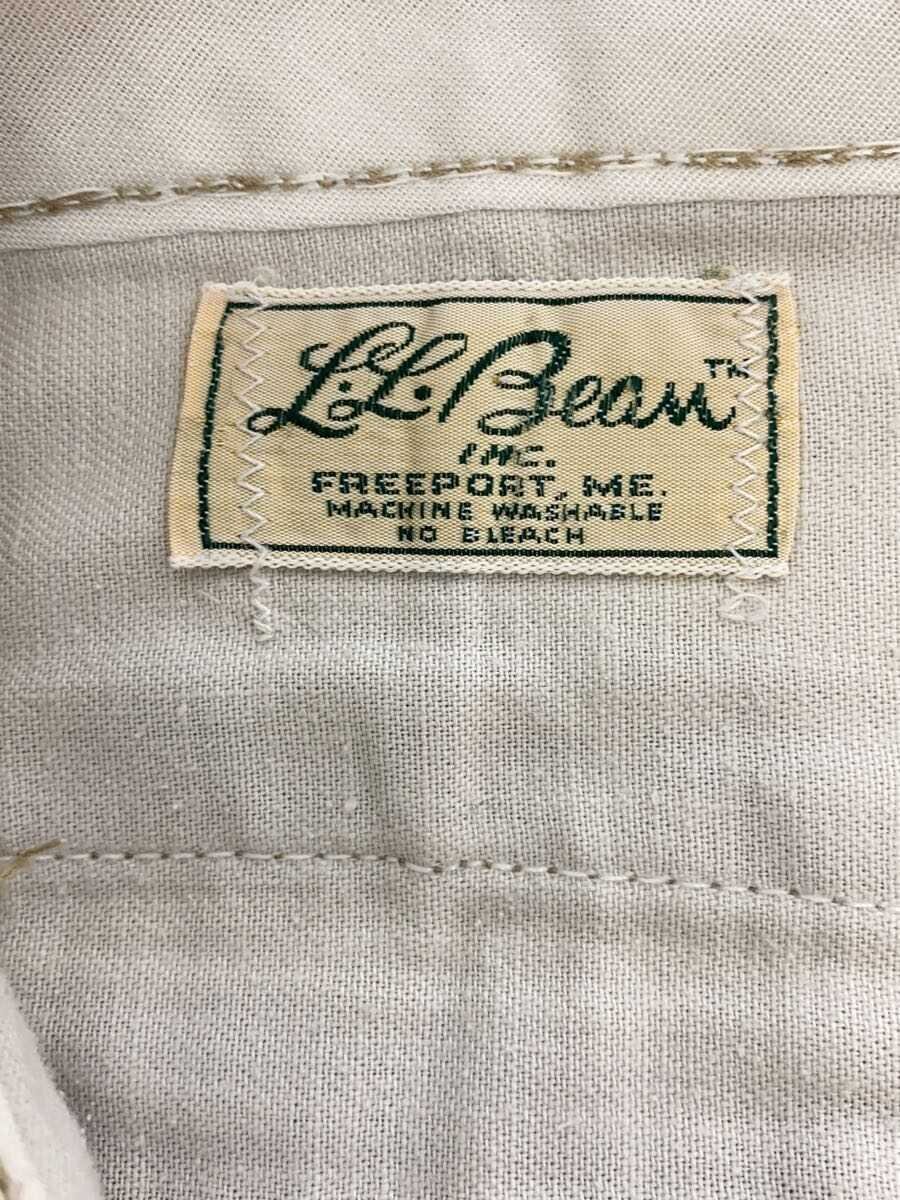 L.L.Bean™
INC.
FREEPORT, ME.
MACHINE WASHABLE
NO BLEACH